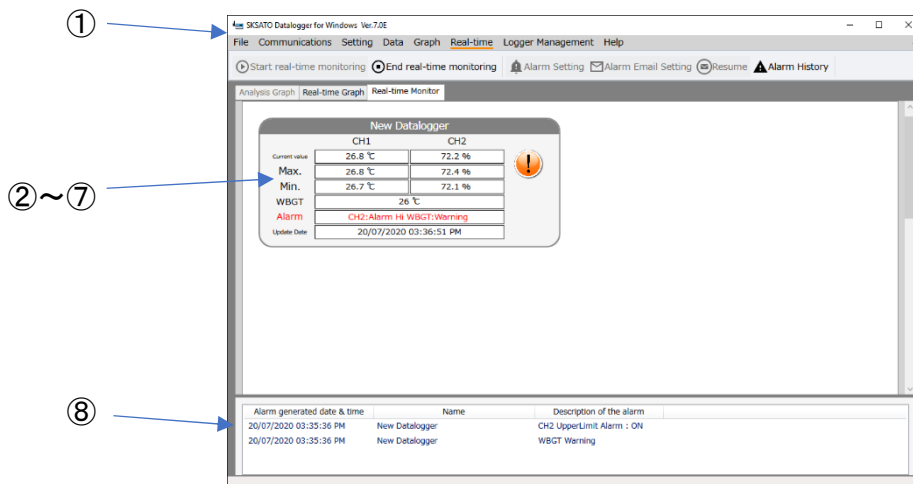 ①
SKSATO Datalogger for Windows Ver.7.0E
File Communications Setting Data Graph Real-time Logger Management Help
Start real-time monitoring End real-time monitoring Alarm Setting Alarm Email Setting Resume Alarm History
Analysis Graph Real-time Graph Real-time Monitor
New Datalogger
CH1 CH2
Current value 26.8 ℃ 72.2 %
Max. 26.8 ℃ 72.4 %
②～⑦
Min. 26.7 ℃ 72.1 %
WBGT 26 ℃
Alarm CH2:Alarm Hi WBGT:Warning
Update Date 20/07/2020 03:36:51 PM
⑧
Alarm generated date & time Name Description of the alarm
20/07/2020 03:35:36 PM New Datalogger CH2 UpperLimit Alarm : ON
20/07/2020 03:35:36 PM New Datalogger WBGT Warning